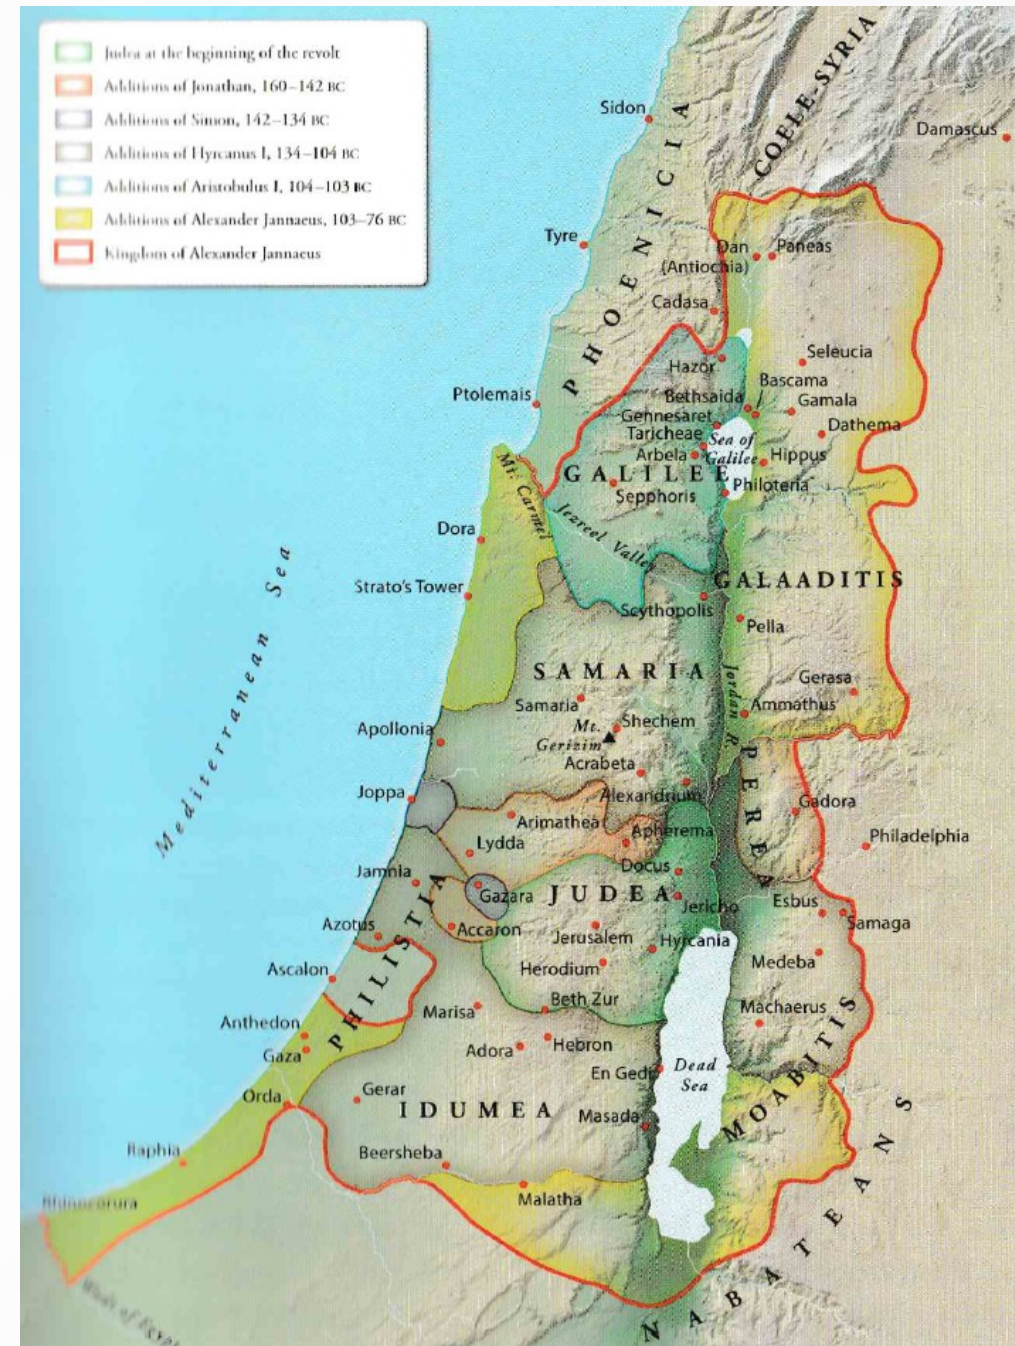 Judea at the beginning of the revolt
Additions of Jonathan, 160–142 BC
Additions of Simon, 142–134 BC
Additions of Hyrcanus I, 134–104 BC
Additions of Aristobulus I, 104–103 BC
Additions of Alexander Jannaeus, 103–76 BC
Kingdom of Alexander Jannaeus
COELE-SYRIA
Sidon
Damascus
PHOENICIA
Tyre
Dan
(Antiochia)
Paneas
Cadasa
Seleucia
Hazor
Bascama
Ptolemais
Bethsaida
Gamala
Gennesaret
Taricheae
Dathema
Sea of
Galilee
Arbela
Hippus
GALILEE
Philoteria
Sepphoris
Mt. Carmel
Jezreel Valley
Dora
Mediterranean Sea
GALAADITIS
Strato's Tower
Scythopolis
Pella
SAMARIA
Jordan R.
Gerasa
Samaria
Ammathus
Apollonia
Shechem
Mt.
Gerizim
Acrabeta
PEREA
Joppa
Alexandrium
Gadora
Arimathea
Apherema
Philadelphia
Lydda
Docus
Jamnia
Gazara
JUDEA
Jericho
Esbus
Samaga
PHILISTIA
Azotus
Accaron
Jerusalem
Hyrcania
Medeba
Ascalon
Herodium
Marisa
Beth Zur
Machaerus
Anthedon
Gaza
Adora
Hebron
En Gedi
Dead
Sea
MOABITIS
Orda
Gerar
IDUMEA
Masada
NABATEANS
Raphia
Beersheba
Malatha
Rhinocorura